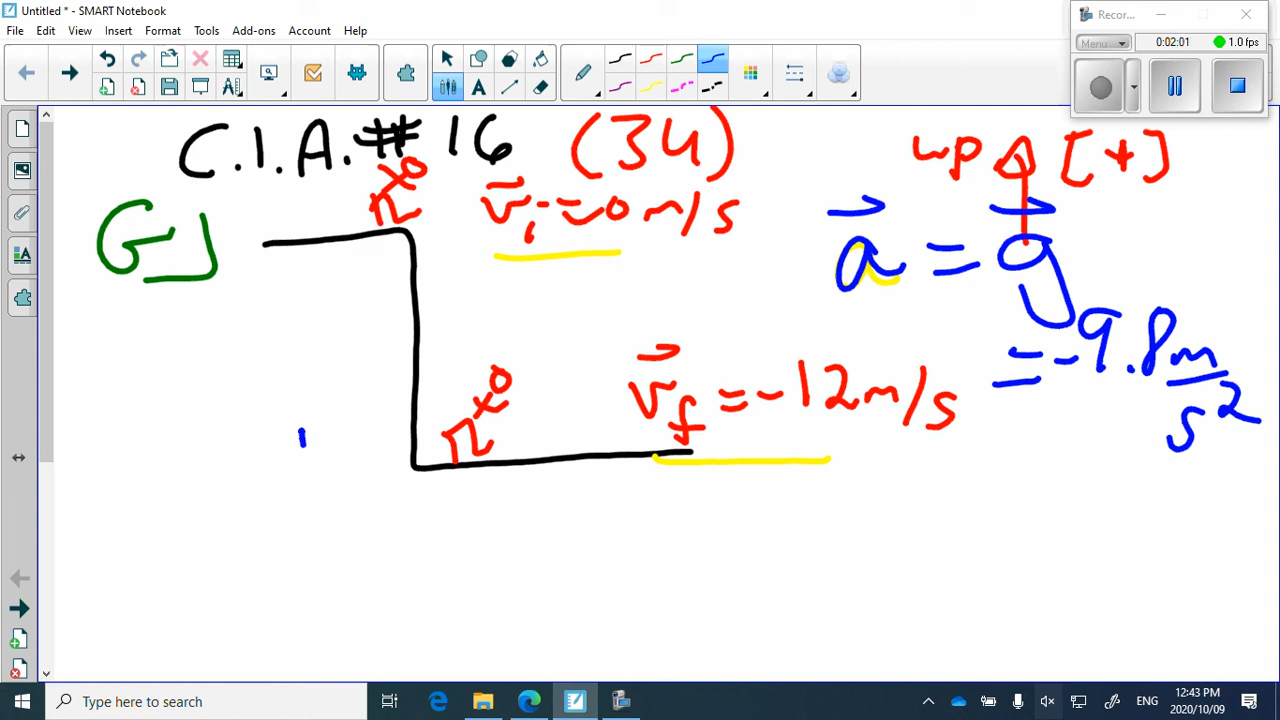 Untitled * - SMART Notebook
File Edit View Insert Format Tools Add-ons Account Help
Recor...
Menu 0:02:01 1.0 fps
C.I.A. # 16 (34)
up [+]
GJ
v⃗i = 0 m/s
a⃗ = g⃗
= -9.8 m/s²
v⃗f = -12 m/s
Type here to search
ENG
12:43 PM
2020/10/09